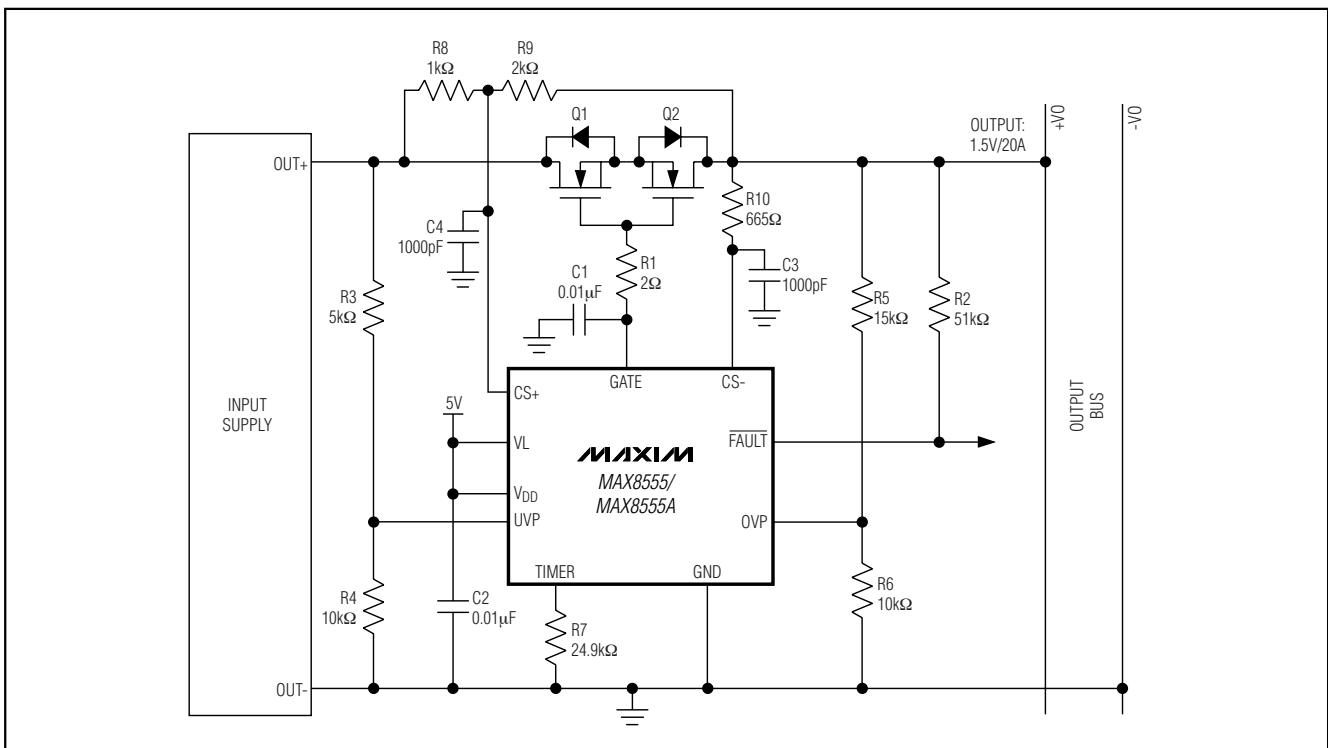 R8
1kΩ
R9
2kΩ
Q1
Q2
OUTPUT:
1.5V/20A
+VO
-VO
OUT+
R10
665Ω
C4
1000pF
R1
2Ω
C3
1000pF
C1
0.01µF
R3
5kΩ
R5
15kΩ
R2
51kΩ
GATE
CS-
CS+
INPUT
SUPPLY
5V
VL
FAULT
OUTPUT
BUS
MAXIM
MAX8555/
MAX8555A
VDD
UVP
OVP
TIMER
GND
R4
10kΩ
C2
0.01µF
R7
24.9kΩ
R6
10kΩ
OUT-